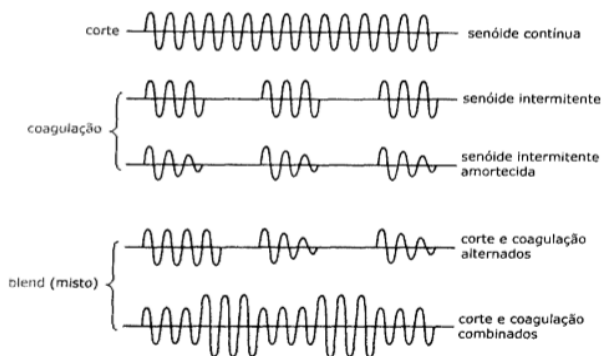 corte
senóide contínua
coagulação
senóide intermitente
senóide intermitente
amortecida
blend (misto)
corte e coagulação
alternados
corte e coagulação
combinados